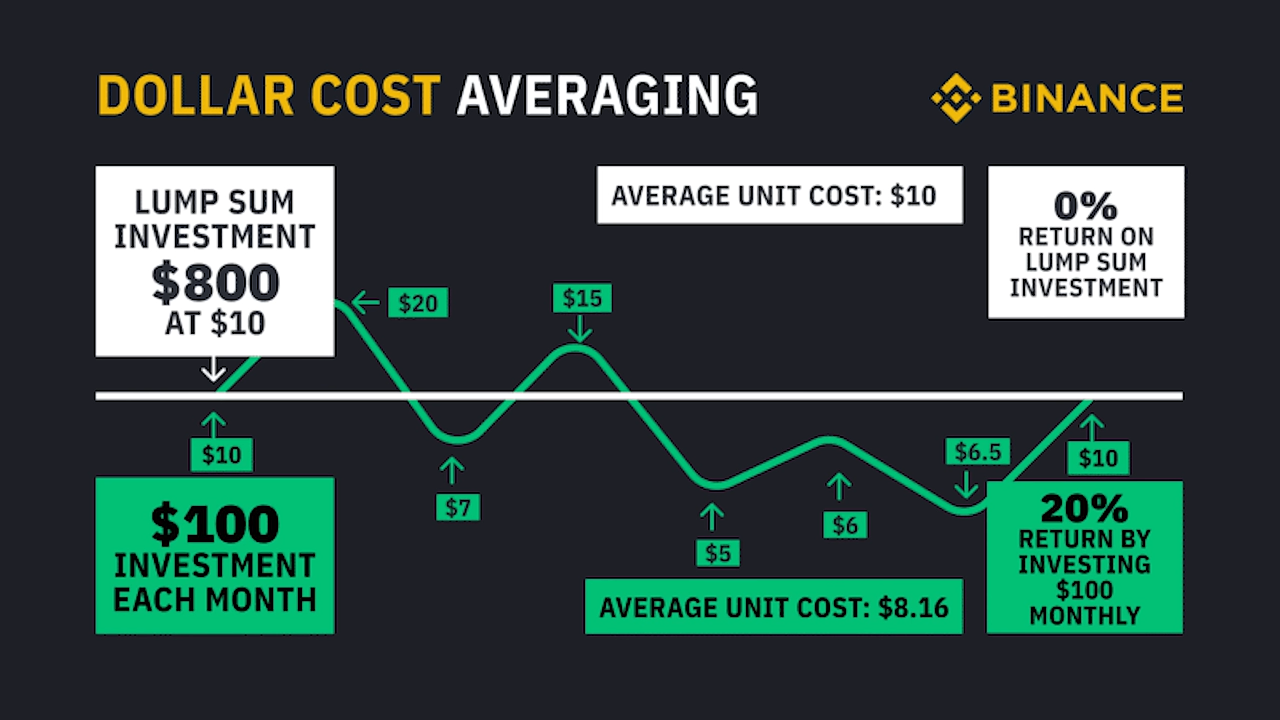 DOLLAR COST AVERAGING
BINANCE
LUMP SUM
INVESTMENT
$800
AT $10
AVERAGE UNIT COST: $10
0%
RETURN ON
LUMP SUM
INVESTMENT
$20
$15
$10
$7
$5
$6
$6.5
$10
$100
INVESTMENT
EACH MONTH
AVERAGE UNIT COST: $8.16
20%
RETURN BY
INVESTING
$100
MONTHLY